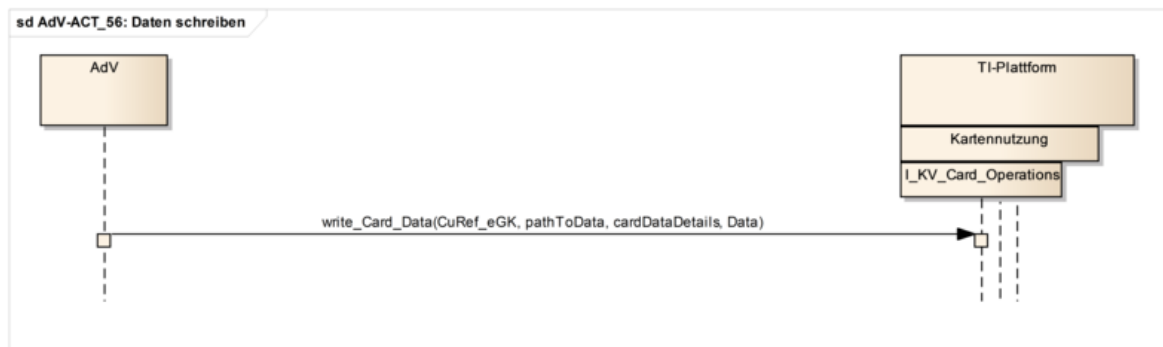 sd AdV-ACT_56: Daten schreiben
AdV
TI-Plattform
Kartennutzung
I_KV_Card_Operations
write_Card_Data(CuRef_eGK, pathToData, cardDataDetails, Data)